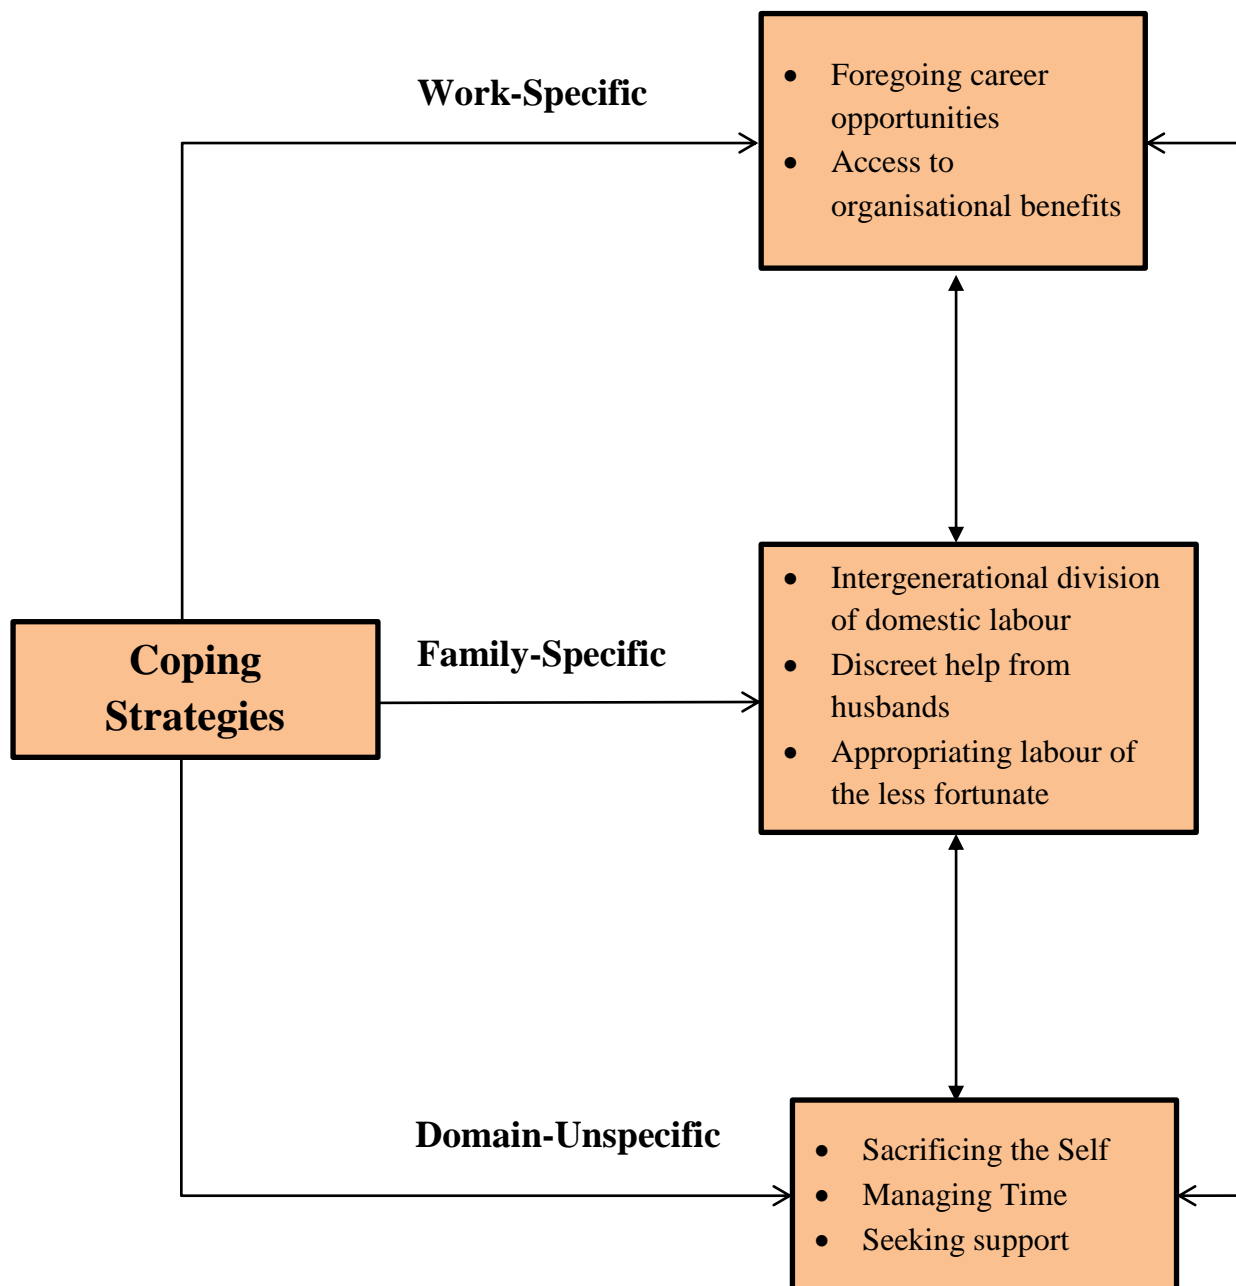 Work-Specific
• Foregoing career
opportunities
• Access to
organisational benefits
Coping
Strategies
Family-Specific
• Intergenerational division
of domestic labour
• Discreet help from
husbands
• Appropriating labour of
the less fortunate
Domain-Unspecific
• Sacrificing the Self
• Managing Time
• Seeking support